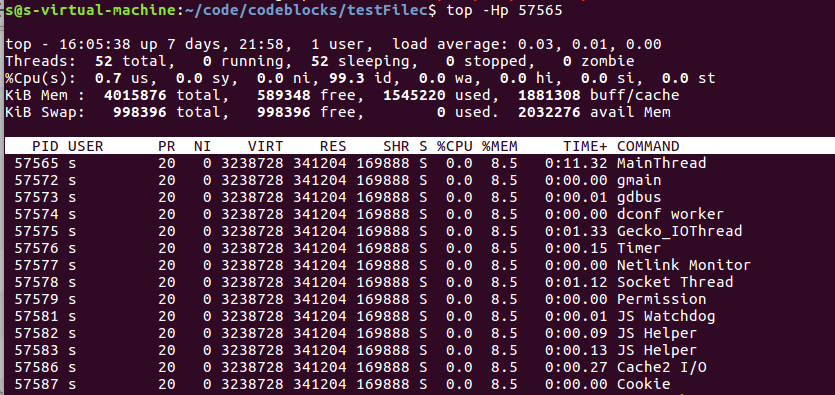 s@s-virtual-machine:~/code/codeblocks/testFilec$ top -Hp 57565
top - 16:05:38 up 7 days, 21:58,  1 user,  load average: 0.03, 0.01, 0.00
Threads:  52 total,   0 running,  52 sleeping,   0 stopped,   0 zombie
%Cpu(s):  0.7 us,  0.0 sy,  0.0 ni, 99.3 id,  0.0 wa,  0.0 hi,  0.0 si,  0.0 st
KiB Mem :  4015876 total,   589348 free,  1545220 used,  1881308 buff/cache
KiB Swap:   998396 total,   998396 free,        0 used.  2032276 avail Mem
PID USER      PR  NI    VIRT    RES    SHR S %CPU %MEM     TIME+ COMMAND
57565 s         20   0 3238728 341204 169888 S  0.0  8.5   0:11.32 MainThread
57572 s         20   0 3238728 341204 169888 S  0.0  8.5   0:00.00 gmain
57573 s         20   0 3238728 341204 169888 S  0.0  8.5   0:00.01 gdbus
57574 s         20   0 3238728 341204 169888 S  0.0  8.5   0:00.00 dconf worker
57575 s         20   0 3238728 341204 169888 S  0.0  8.5   0:01.33 Gecko_IOThread
57576 s         20   0 3238728 341204 169888 S  0.0  8.5   0:00.15 Timer
57577 s         20   0 3238728 341204 169888 S  0.0  8.5   0:00.00 Netlink Monitor
57578 s         20   0 3238728 341204 169888 S  0.0  8.5   0:01.12 Socket Thread
57579 s         20   0 3238728 341204 169888 S  0.0  8.5   0:00.00 Permission
57581 s         20   0 3238728 341204 169888 S  0.0  8.5   0:00.01 JS Watchdog
57582 s         20   0 3238728 341204 169888 S  0.0  8.5   0:00.09 JS Helper
57583 s         20   0 3238728 341204 169888 S  0.0  8.5   0:00.13 JS Helper
57586 s         20   0 3238728 341204 169888 S  0.0  8.5   0:00.27 Cache2 I/O
57587 s         20   0 3238728 341204 169888 S  0.0  8.5   0:00.00 Cookie